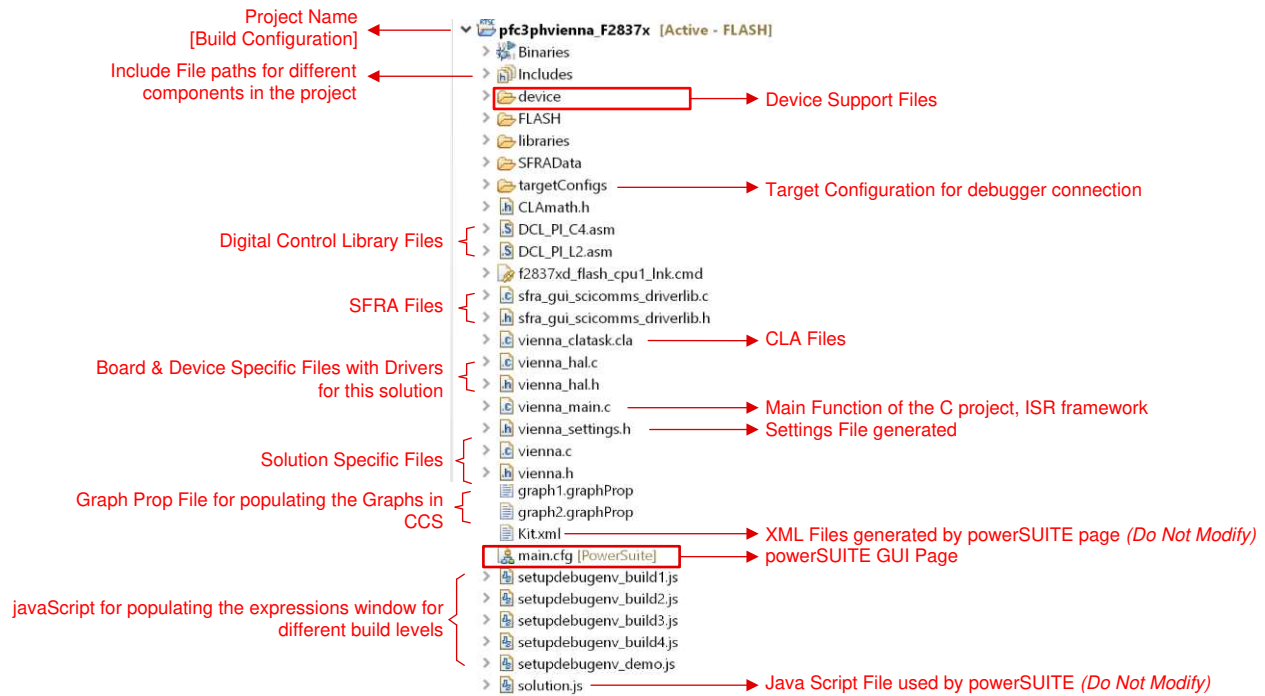 Project Name
[Build Configuration]
RTSC
pfc3phvienna_F2837x [Active - FLASH]
Binaries
Include File paths for different
components in the project
Includes
device
Device Support Files
FLASH
libraries
SFRAData
targetConfigs
Target Configuration for debugger connection
CLAmath.h
Digital Control Library Files
DCL_PI_C4.asm
DCL_PI_L2.asm
f2837xd_flash_cpu1_lnk.cmd
SFRA Files
sfra_gui_scicomms_driverlib.c
sfra_gui_scicomms_driverlib.h
vienna_clatask.cla
CLA Files
Board & Device Specific Files with Drivers
for this solution
vienna_hal.c
vienna_hal.h
vienna_main.c
Main Function of the C project, ISR framework
vienna_settings.h
Settings File generated
Solution Specific Files
vienna.c
vienna.h
Graph Prop File for populating the Graphs in
CCS
graph1.graphProp
graph2.graphProp
Kit.xml
XML Files generated by powerSUITE page (Do Not Modify)
main.cfg [PowerSuite]
powerSUITE GUI Page
javaScript for populating the expressions window for
different build levels
setupdebugenv_build1.js
setupdebugenv_build2.js
setupdebugenv_build3.js
setupdebugenv_build4.js
setupdebugenv_demo.js
solution.js
Java Script File used by powerSUITE (Do Not Modify)